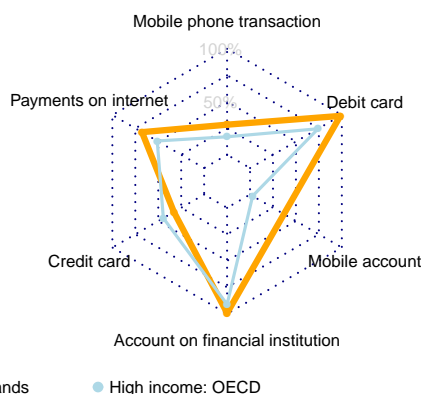 Mobile phone transaction
100%
Payments on internet
50%
Debit card
Credit card
Mobile account
Account on financial institution
ands
High income: OECD